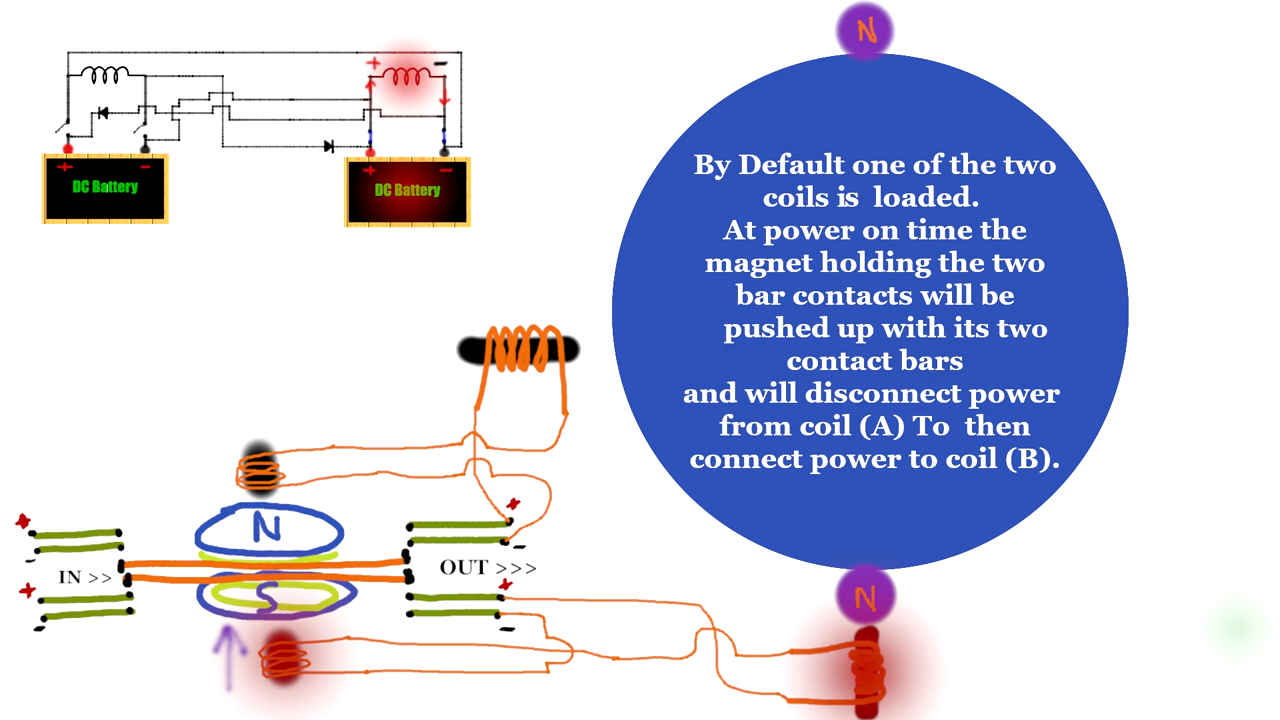 N
+ −
+ − DC Battery
+ − DC Battery
By Default one of the two
coils is loaded.
At power on time the
magnet holding the two
bar contacts will be
pushed up with its two
contact bars
and will disconnect power
from coil (A) To then
connect power to coil (B).
N
+
+
−
−
IN >>
OUT >>>
+
+
S
−
−
N